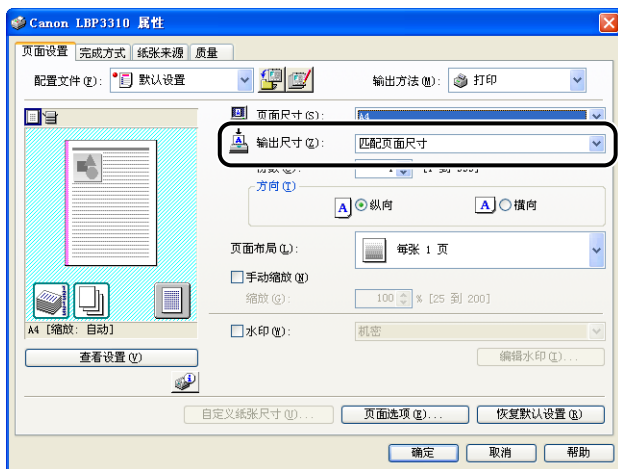 Canon LBP3310 属性
页面设置 完成方式 纸张来源 质量
配置文件(F): 默认设置 输出方法(M): 打印
页面尺寸(S): A4
输出尺寸(Z): 匹配页面尺寸
方向(T)
A 纵向 A 横向
页面布局(L): 每张 1 页
手动缩放(N)
缩放(G): 100 % [25 到 200]
A4 [缩放: 自动]
水印(W): 机密
查看设置(V) 编辑水印(I)...
自定义纸张尺寸(U)... 页面选项(E)... 恢复默认设置(R)
确定 取消 帮助